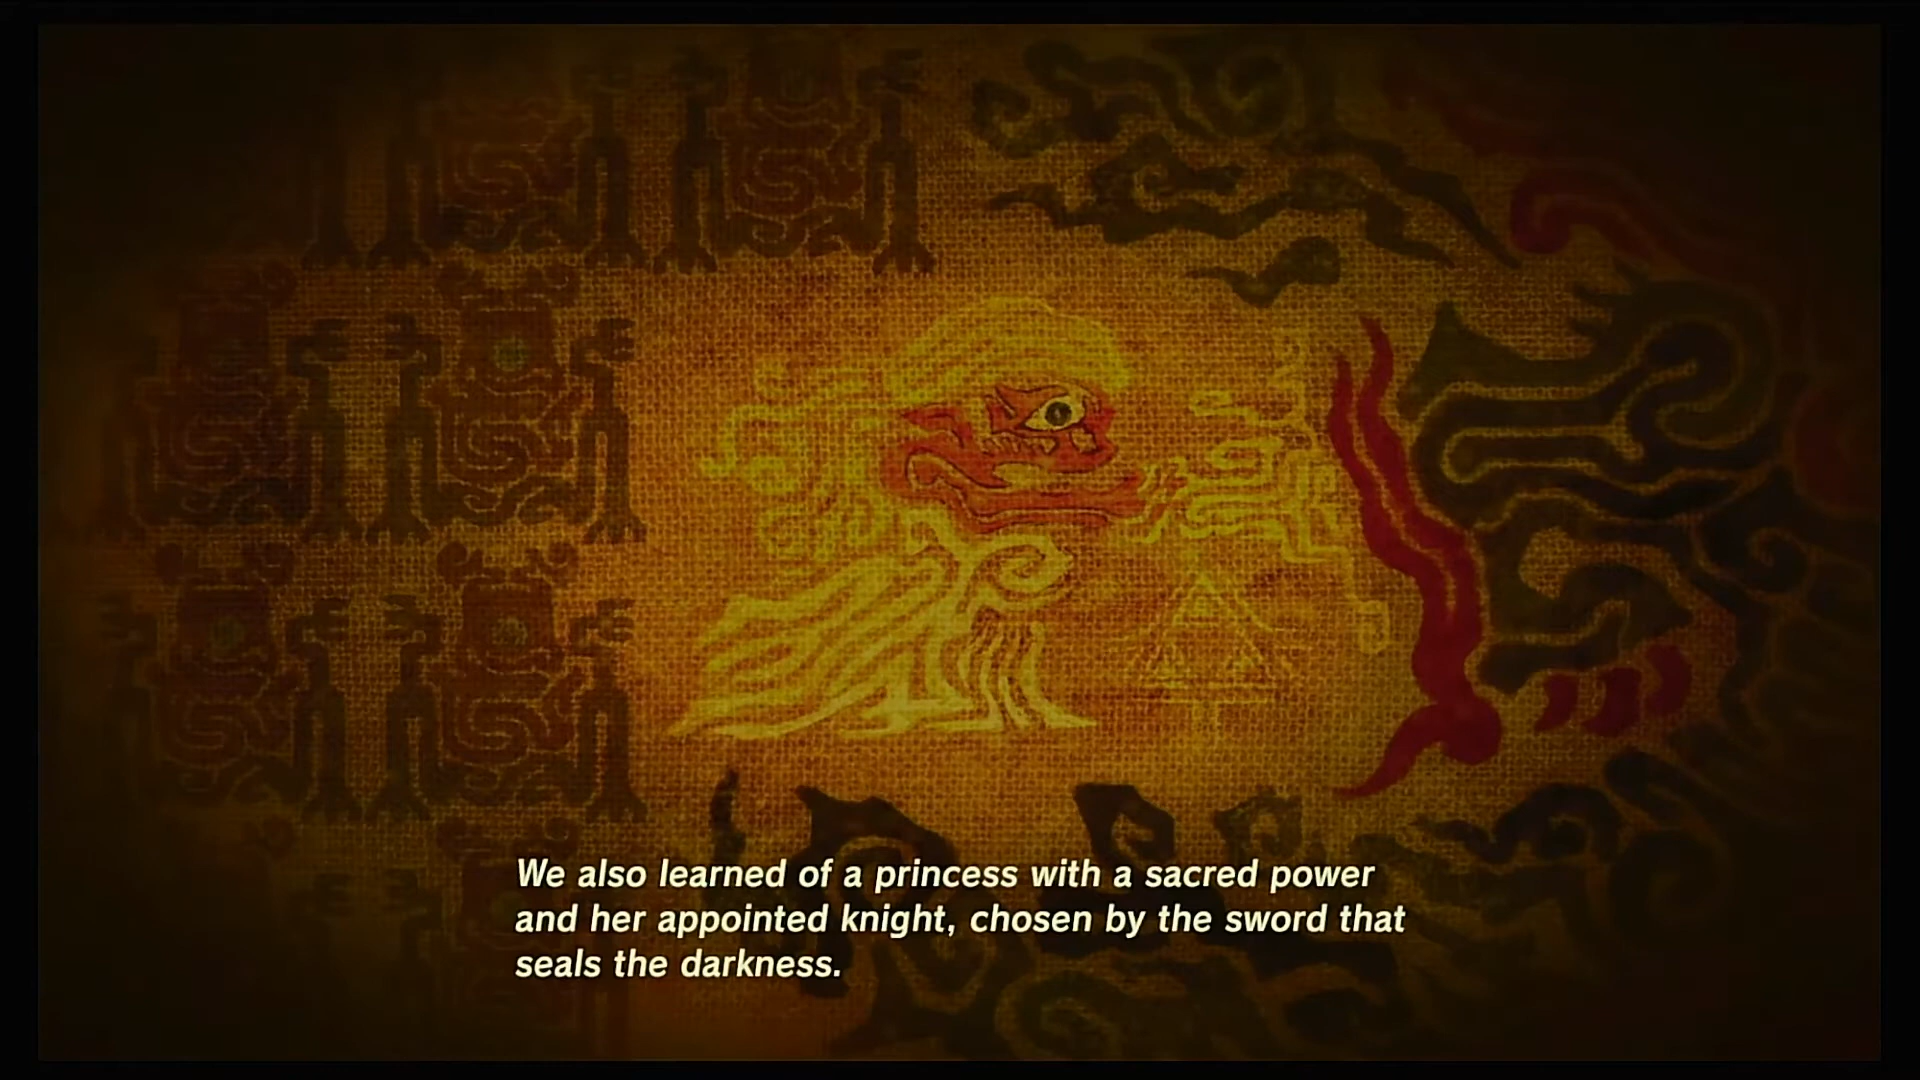 We also learned of a princess with a sacred power
and her appointed knight, chosen by the sword that
seals the darkness.